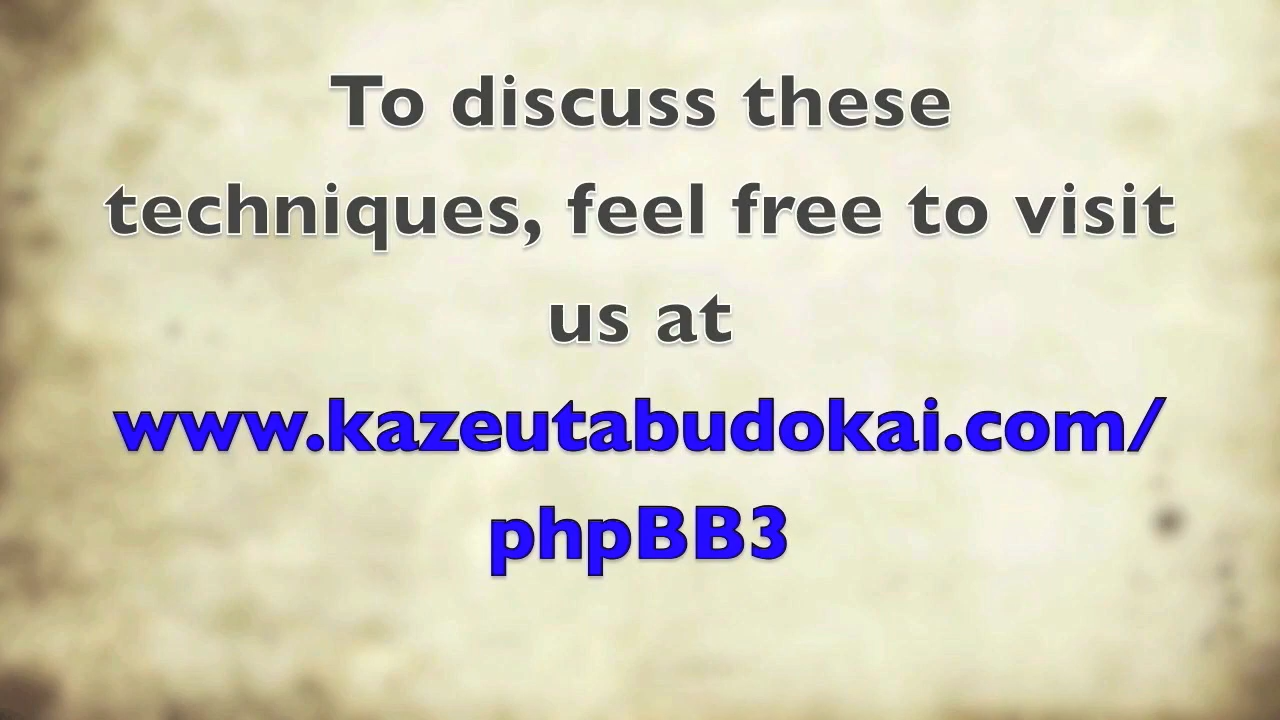 To discuss these
techniques, feel free to visit
us at
www.kazeutabudokai.com/
phpBB3